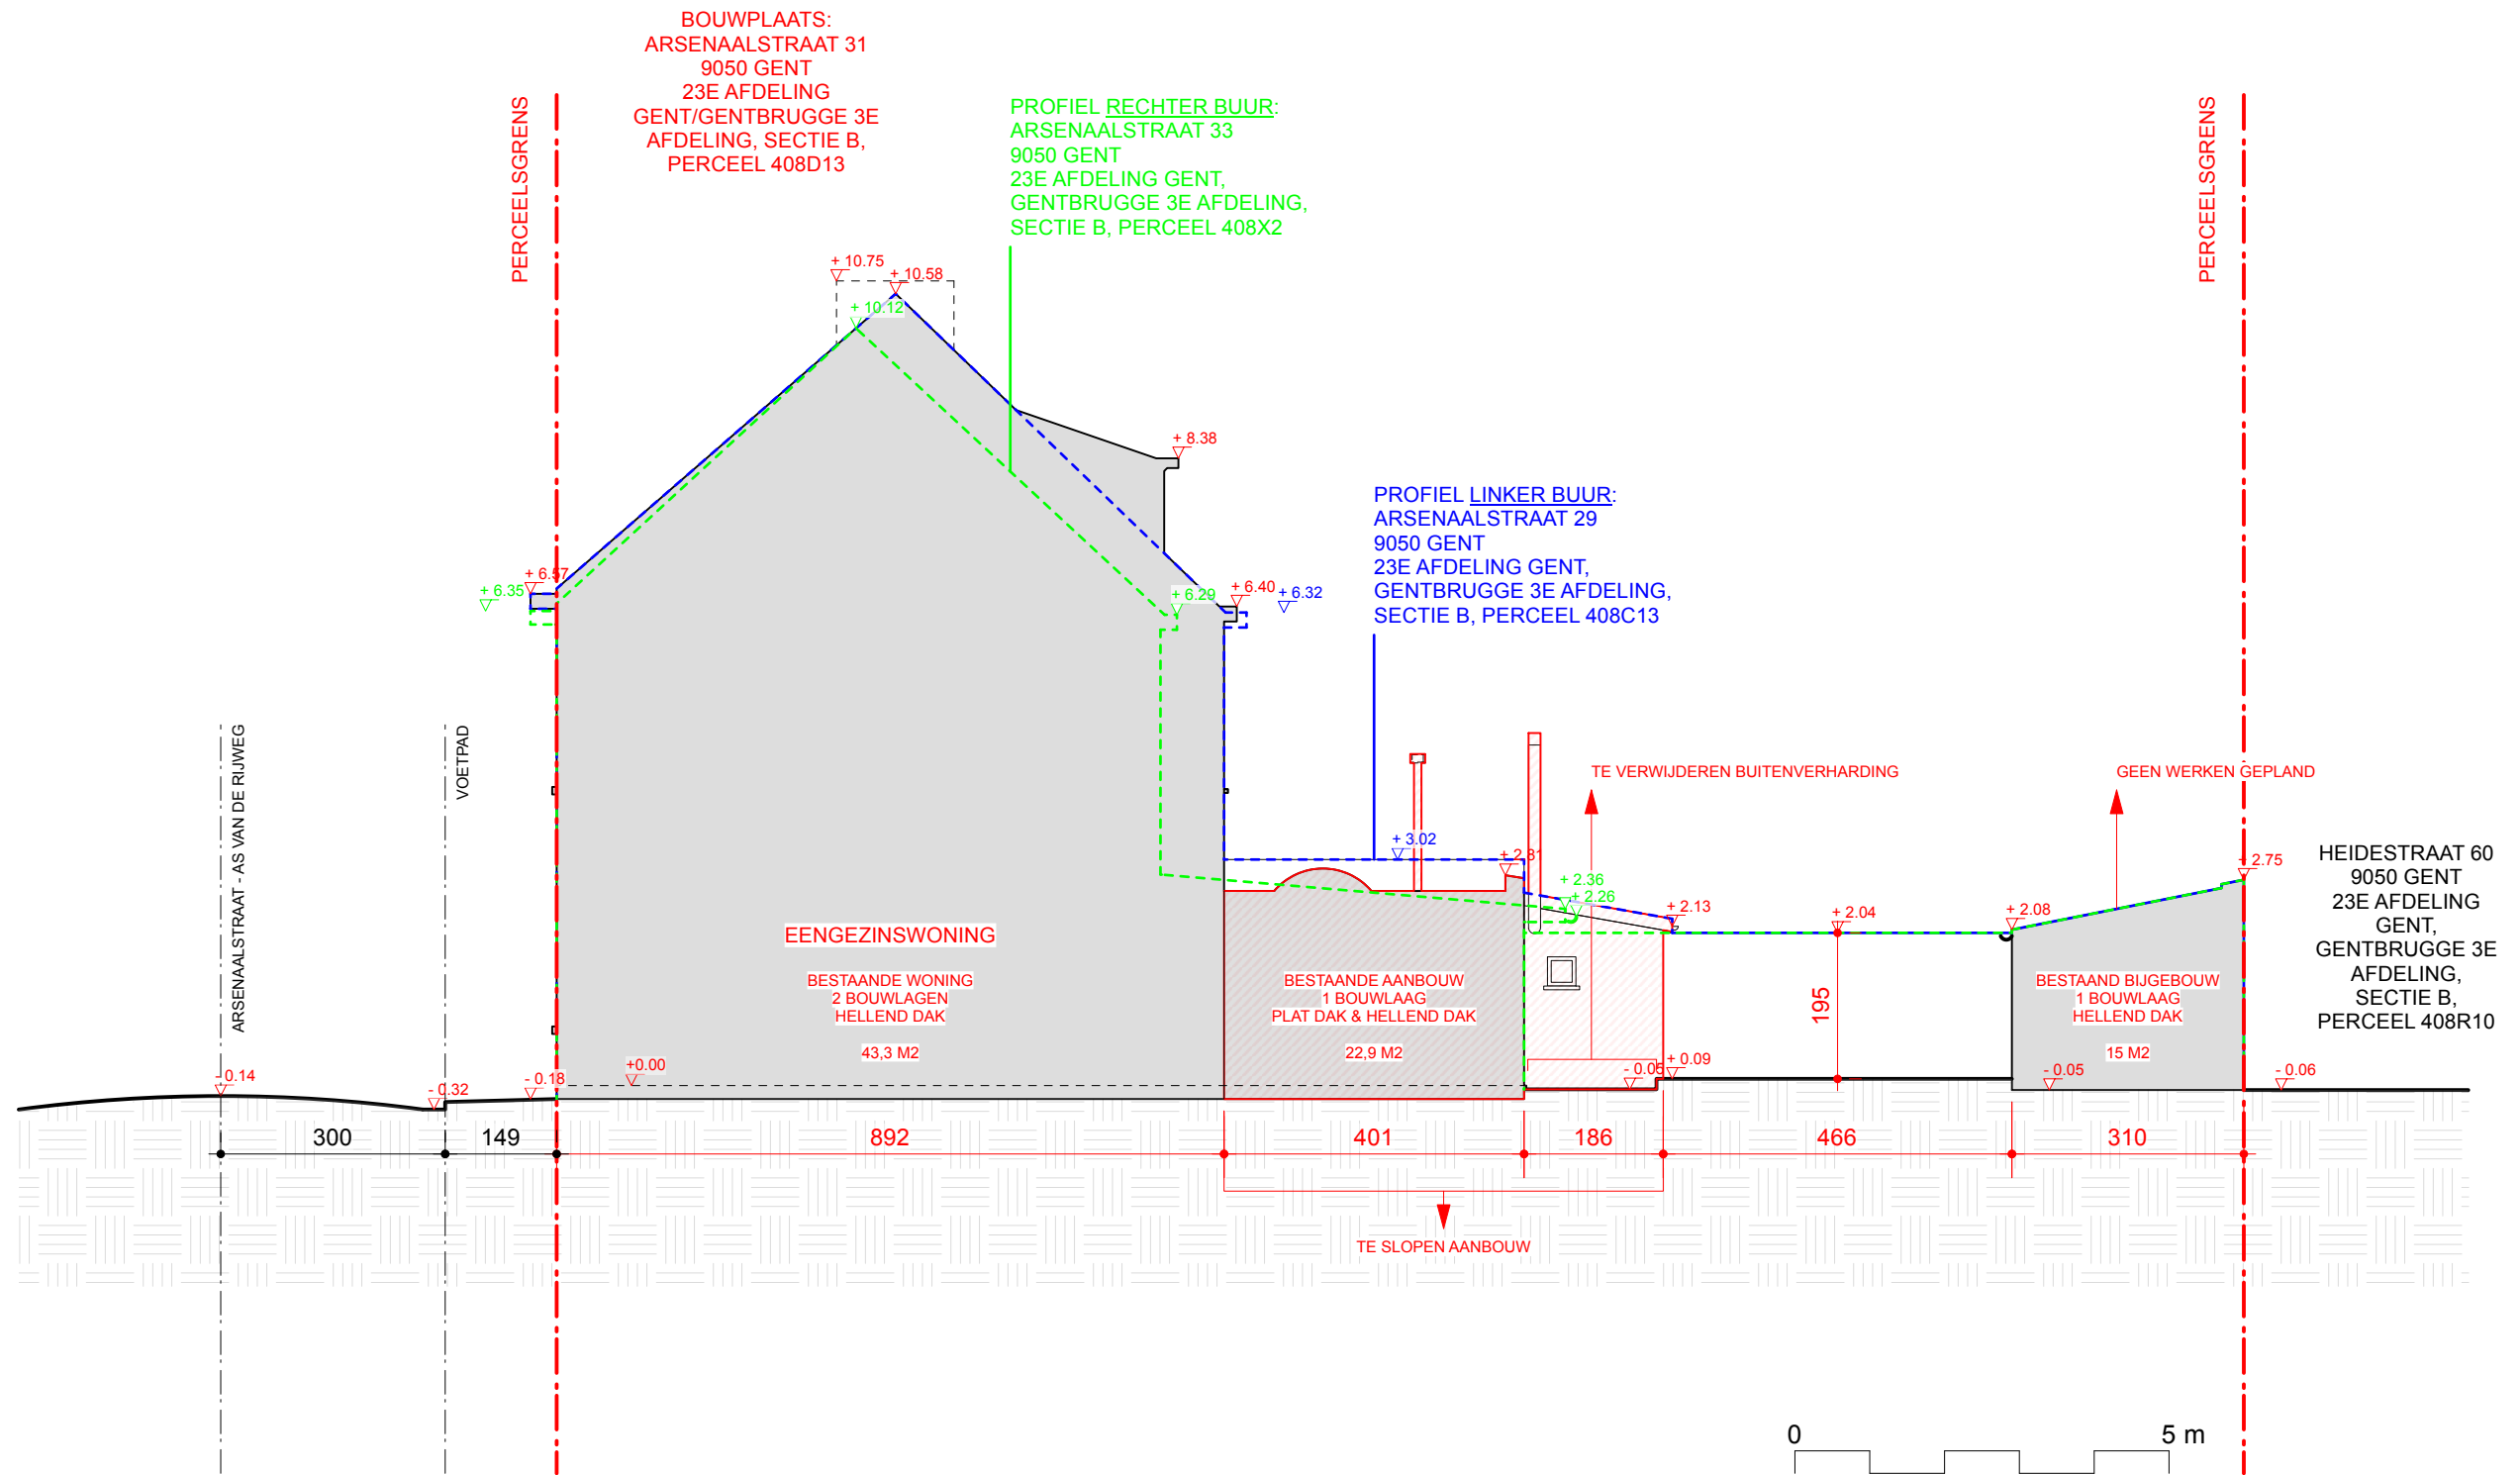 BOUWPLAATS:
ARSENAALSTRAAT 31
9050 GENT
23E AFDELING
GENT/GENTBRUGGE 3E
AFDELING, SECTIE B,
PERCEEL 408D13
PERCEELSGRENS
PROFIEL RECHTER BUUR:
ARSENAALSTRAAT 33
9050 GENT
23E AFDELING GENT,
GENTBRUGGE 3E AFDELING,
SECTIE B, PERCEEL 408X2
PERCEELSGRENS
+ 10.75
+ 10.58
+ 10.12
+ 8.38
PROFIEL LINKER BUUR:
ARSENAALSTRAAT 29
9050 GENT
23E AFDELING GENT,
GENTBRUGGE 3E AFDELING,
SECTIE B, PERCEEL 408C13
+ 6.57
+ 6.35
+ 6.29
+ 6.40
+ 6.32
ARSENAALSTRAAT - AS VAN DE RIJWEG
VOETPAD
TE VERWIJDEREN BUITENVERHARDING
GEEN WERKEN GEPLAND
+ 3.02
+ 2.81
+ 2.36
+ 2.26
+ 2.13
+ 2.04
+ 2.08
+ 2.75
HEIDESTRAAT 60
9050 GENT
23E AFDELING
GENT,
GENTBRUGGE 3E
AFDELING,
SECTIE B,
PERCEEL 408R10
EENGEZINSWONING
BESTAANDE WONING
2 BOUWLAGEN
HELLEND DAK
43,3 M2
BESTAANDE AANBOUW
1 BOUWLAAG
PLAT DAK & HELLEND DAK
22,9 M2
195
BESTAAND BIJGEBOUW
1 BOUWLAAG
HELLEND DAK
15 M2
- 0.14
- 0.32
- 0.18
+0.00
- 0.05
+ 0.09
- 0.05
- 0.06
300
149
892
401
186
466
310
TE SLOPEN AANBOUW
0
5 m